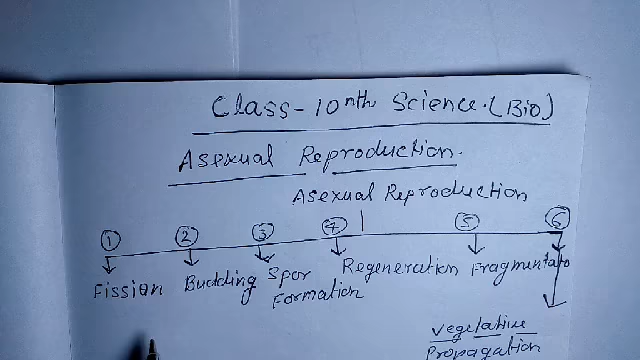 Class-10nth Science.(Bio)
Asexual Reproduction.
Asexual Reproduction
1 2 3 4 5 6
Fission Budding Spor Regeneration Fragmentatio
Formation
Vegetative
Propagation